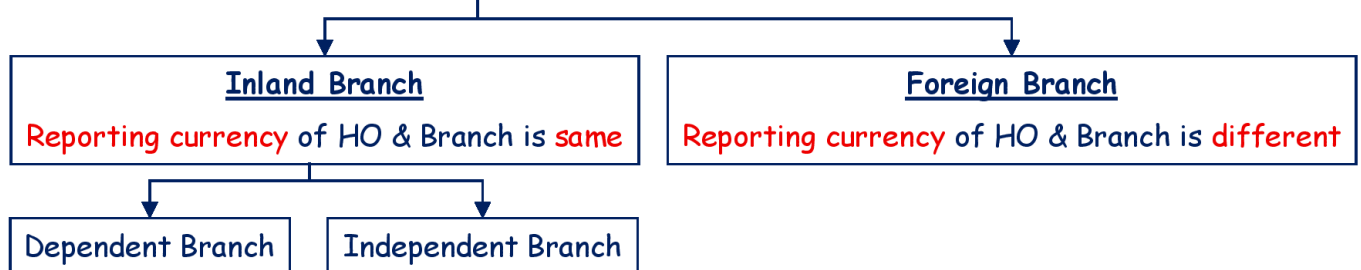 Inland Branch
Reporting currency of HO & Branch is same
Foreign Branch
Reporting currency of HO & Branch is different
Dependent Branch
Independent Branch